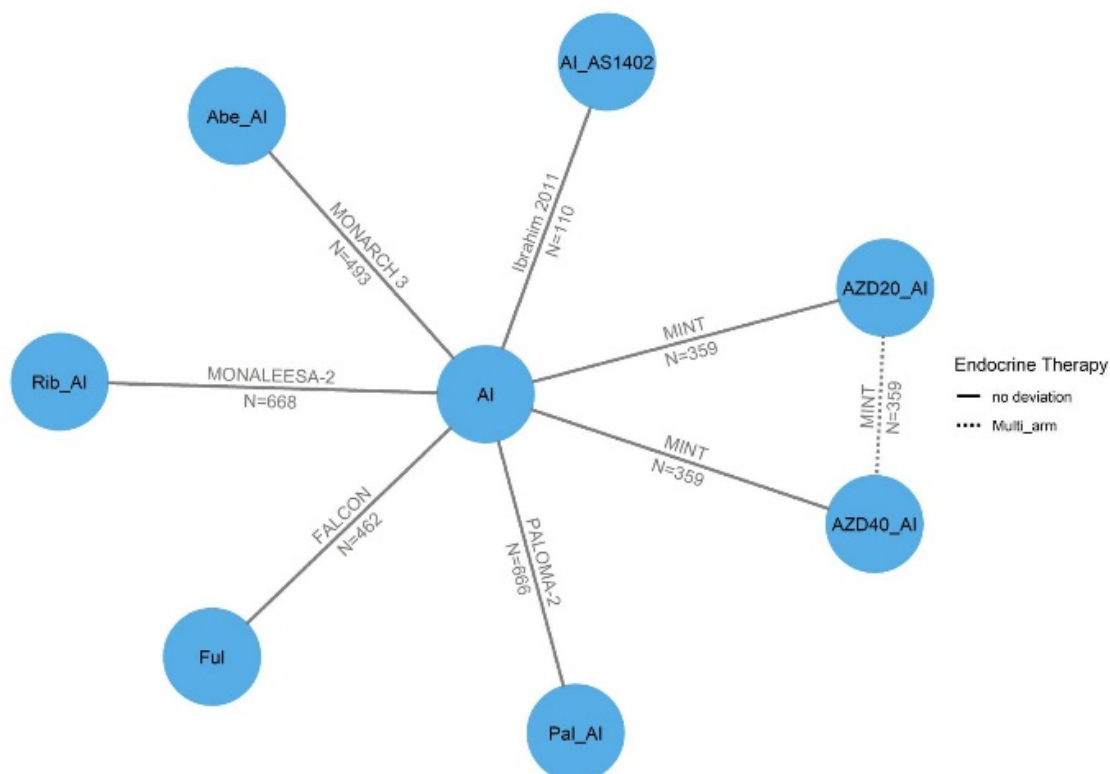 AI_AS1402
Abe_AI
Ibrahim 2011
N=110
MONARCH 3
N=493
AZD20_AI
MINT
N=359
Endocrine Therapy
no deviation
Multi_arm
MINT
N=359
Rib_AI
MONALEESA-2
N=668
AI
MINT
N=359
AZD40_AI
FALCON
N=462
PALOMA-2
N=666
Ful
Pal_AI